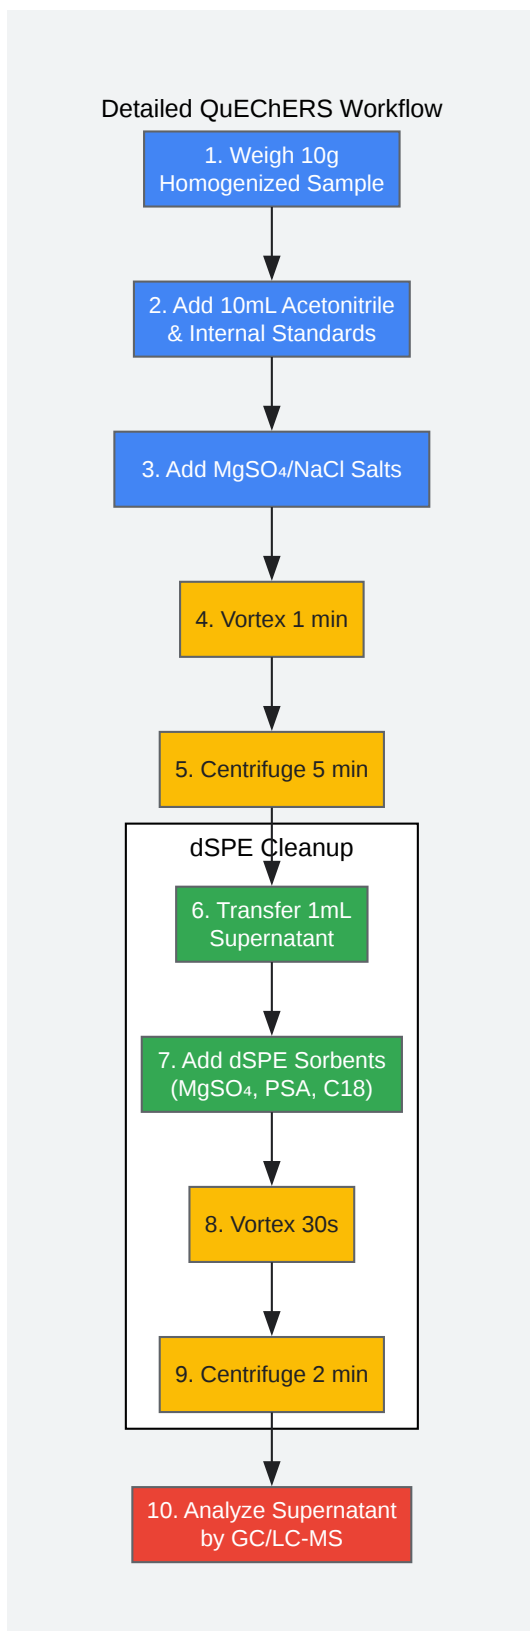 Detailed QuEChERS Workflow
1. Weigh 10g
Homogenized Sample
2. Add 10mL Acetonitrile
& Internal Standards
3. Add MgSO₄/NaCl Salts
4. Vortex 1 min
5. Centrifuge 5 min
dSPE Cleanup
6. Transfer 1mL
Supernatant
7. Add dSPE Sorbents
(MgSO₄, PSA, C18)
8. Vortex 30s
9. Centrifuge 2 min
10. Analyze Supernatant
by GC/LC-MS